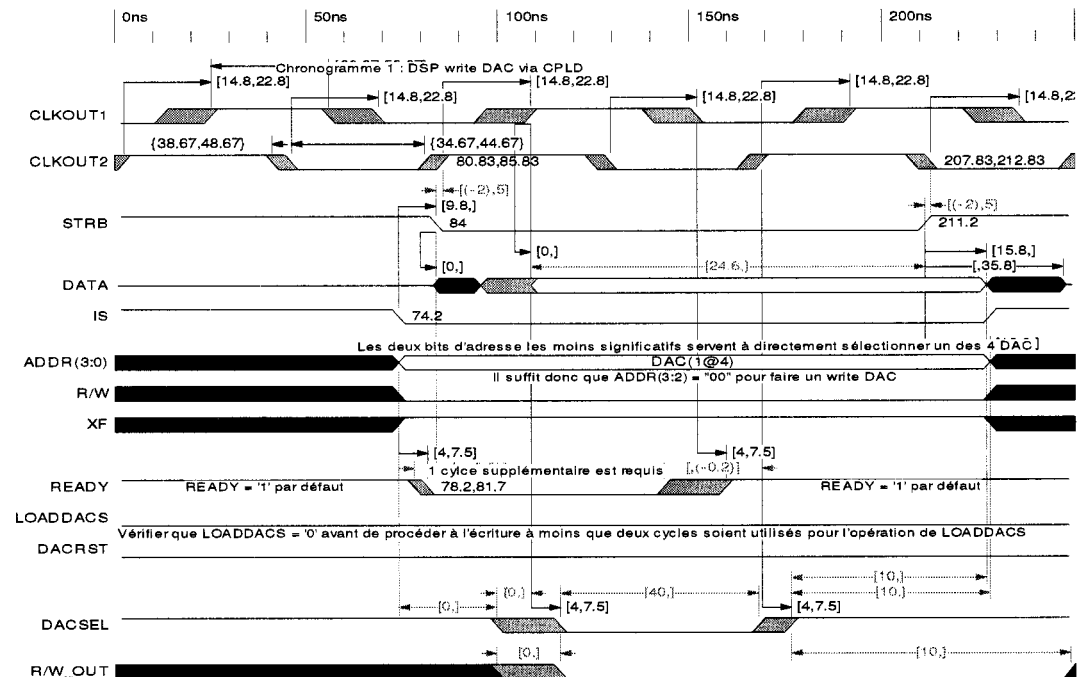 0ns 50ns 100ns 150ns 200ns
Chronogramme 1 : DSP write DAC via CPLD
[14.8,22.8] [14.8,22.8] [14.8,22.8]
[14.8,22.8] [14.8,22.8] [14.8,22
CLKOUT1
{38.67,48.67} {34.67,44.67}
CLKOUT2 80.83,85.83 207.83,212.83
[(-2),5] [(-2),5]
[9.8,]
STRB 84 211.2
[15.8,]
[0,] [0,] [24.6,] [,35.8]
DATA
IS 74.2
Les deux bits d'adresse les moins significatifs servent à directement sélectionner un des 4 DAC ]
ADDR(3:0) DAC(1@4)
Il suffit donc que ADDR(3:2) = "00" pour faire un write DAC
R/W
XF
[4,7.5] [4,7.5]
1 cylce supplémentaire est requis [,(-0.2)]
READY READY = '1' par défaut 78.2,81.7 READY = '1' par défaut
LOADDACS
Vérifier que LOADDACS = '0' avant de procéder à l'écriture à moins que deux cycles soient utilisés pour l'opération de LOADDACS
DACRST
[10,]
[0,] [40,] [10,]
[0,] [4,7.5] [4,7.5]
DACSEL
[0,] [10,]
R/W_OUT